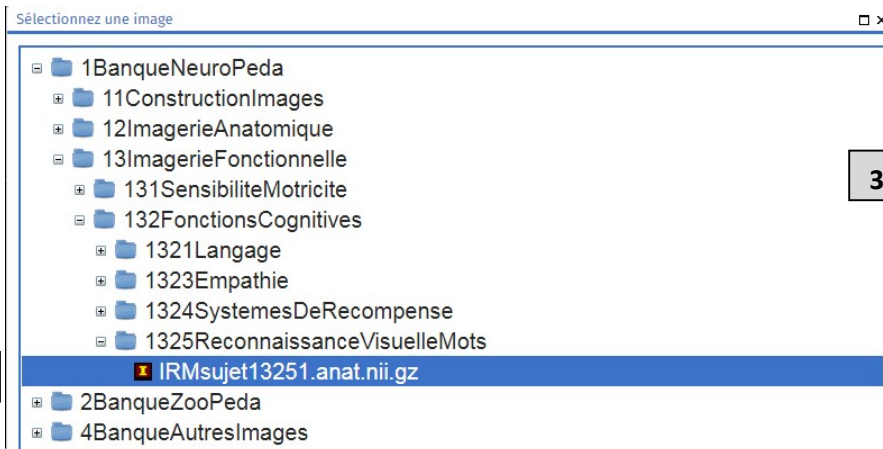 Sélectionnez une image
1BanqueNeuroPeda
11ConstructionImages
12ImagerieAnatomique
13ImagerieFonctionnelle
3
131SensibiliteMotricite
132FonctionsCognitives
1321Langage
1323Empathie
1324SystemesDeRecompense
1325ReconnaissanceVisuelleMots
IRMsujet13251.anat.nii.gz
2BanqueZooPeda
4BanqueAutresImages